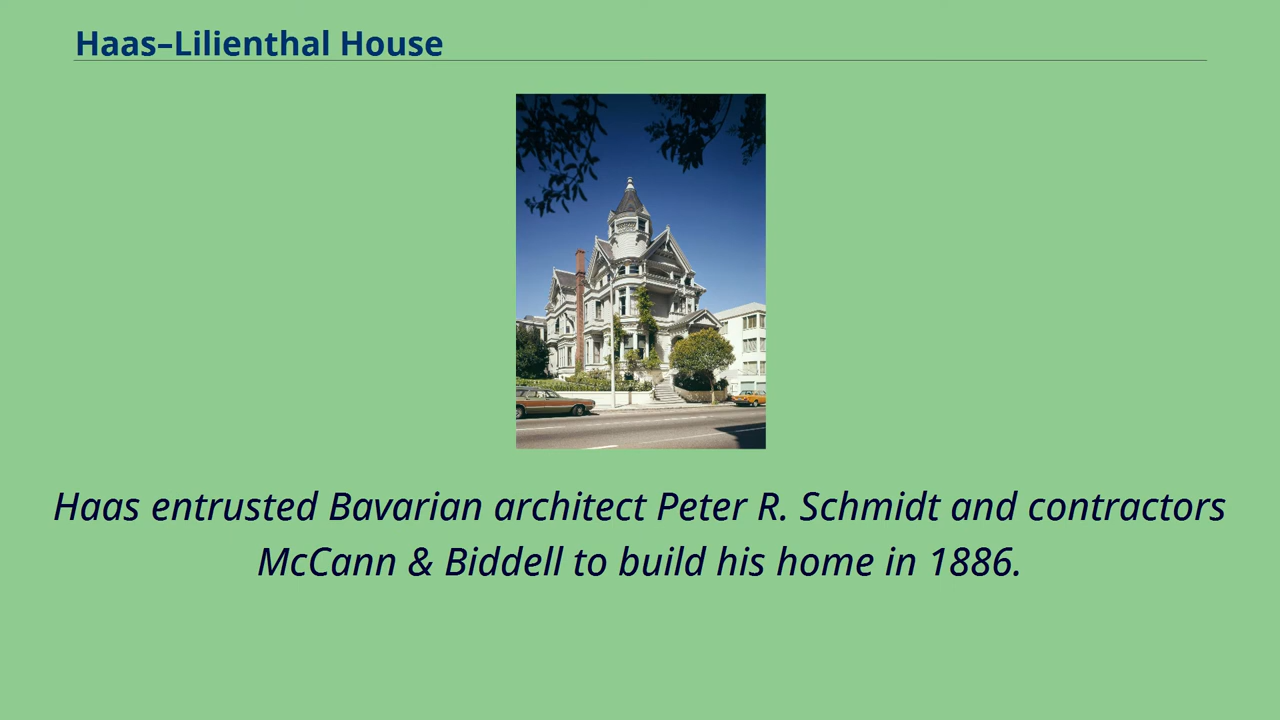 Haas–Lilienthal House
Haas entrusted Bavarian architect Peter R. Schmidt and contractors
McCann & Biddell to build his home in 1886.